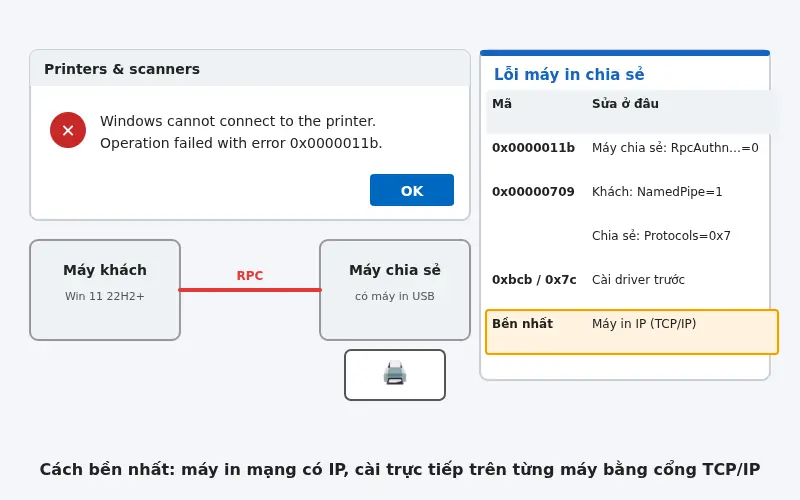 Printers & scanners
Windows cannot connect to the printer.
Operation failed with error 0x0000011b.
OK
Máy khách
Win 11 22H2+
RPC
Máy chia sẻ
có máy in USB
Lỗi máy in chia sẻ
Mã Sửa ở đâu
0x0000011b Máy chia sẻ: RpcAuthn…=0
0x00000709 Khách: NamedPipe=1
Chia sẻ: Protocols=0x7
0xbcb / 0x7c Cài driver trước
Bền nhất Máy in IP (TCP/IP)
Cách bền nhất: máy in mạng có IP, cài trực tiếp trên từng máy bằng cổng TCP/IP